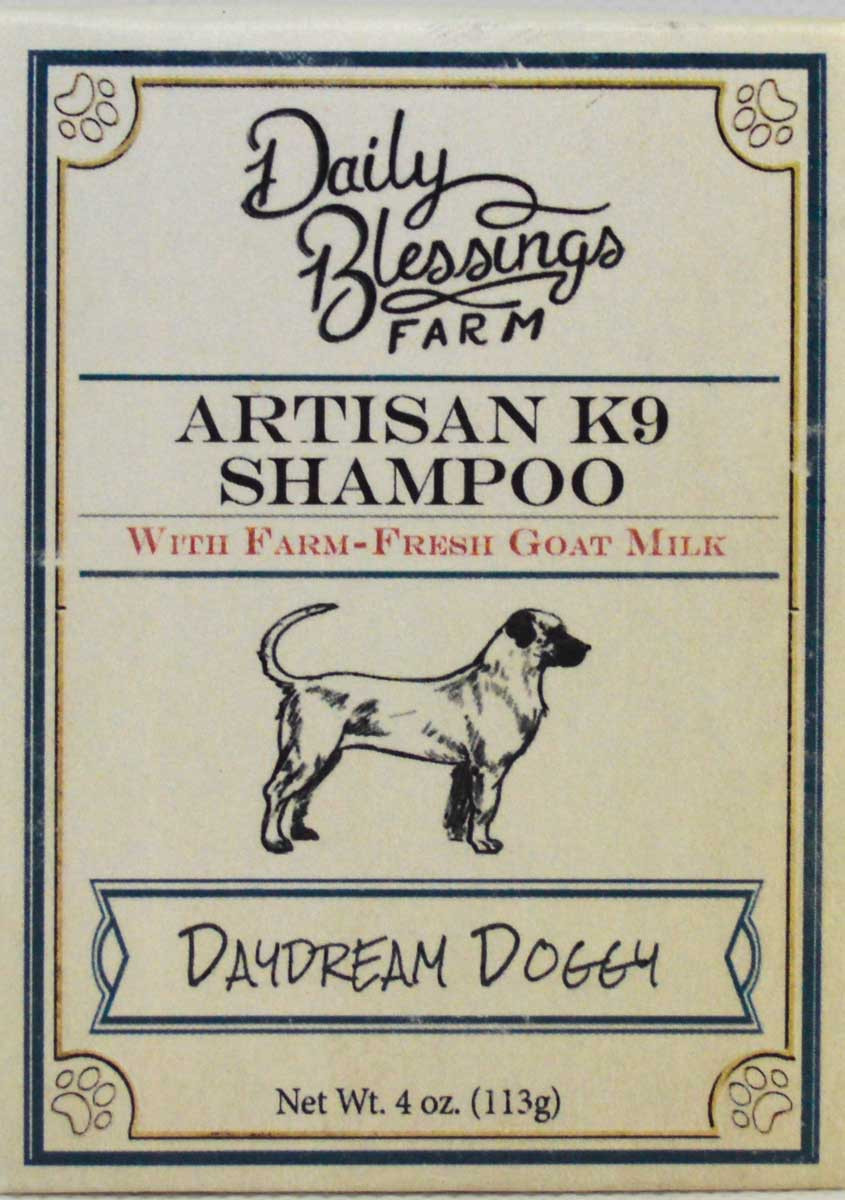 Daily
Blessings
FARM
ARTISAN K9
SHAMPOO
WITH FARM-FRESH GOAT MILK
DAYDREAM DOGGY
Net Wt. 4 oz. (113g)